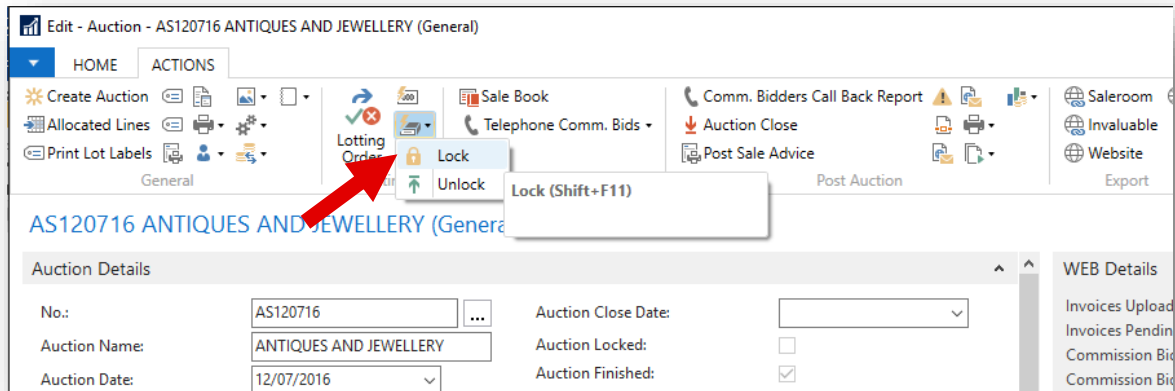 Edit - Auction - AS120716 ANTIQUES AND JEWELLERY (General)
HOME ACTIONS
Create Auction Sale Book Comm. Bidders Call Back Report Saleroom
Allocated Lines Telephone Comm. Bids Auction Close Invaluable
Lotting
Print Lot Labels Order Lock Post Sale Advice Website
General Unlock Lock (Shift+F11) Post Auction Export
AS120716 ANTIQUES AND JEWELLERY (Genera
Auction Details WEB Details
No.: AS120716 ... Auction Close Date: Invoices Upload
Invoices Pendin
Auction Name: ANTIQUES AND JEWELLERY Auction Locked: Commission Bid
Auction Date: 12/07/2016 Auction Finished: Commission Bid